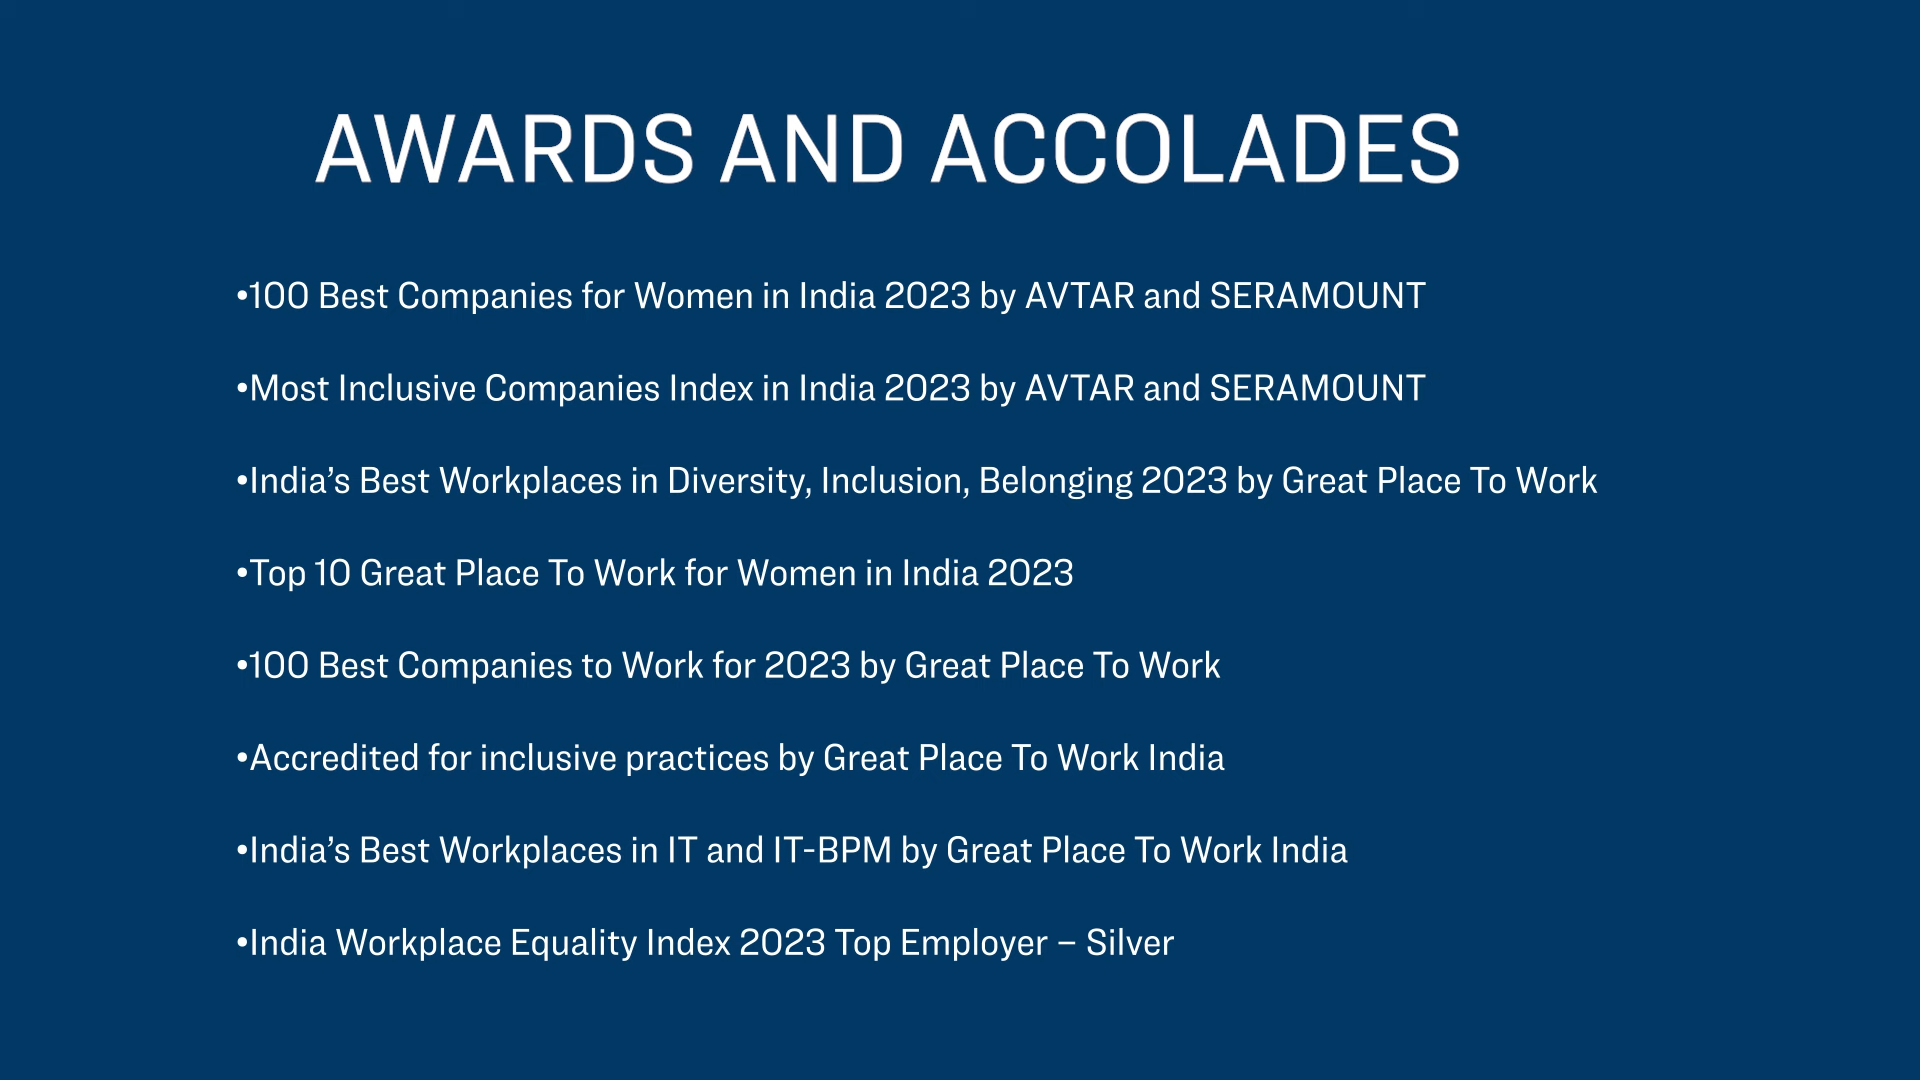 AWARDS AND ACCOLADES
•100 Best Companies for Women in India 2023 by AVTAR and SERAMOUNT
•Most Inclusive Companies Index in India 2023 by AVTAR and SERAMOUNT
•India’s Best Workplaces in Diversity, Inclusion, Belonging 2023 by Great Place To Work
•Top 10 Great Place To Work for Women in India 2023
•100 Best Companies to Work for 2023 by Great Place To Work
•Accredited for inclusive practices by Great Place To Work India
•India’s Best Workplaces in IT and IT-BPM by Great Place To Work India
•India Workplace Equality Index 2023 Top Employer – Silver